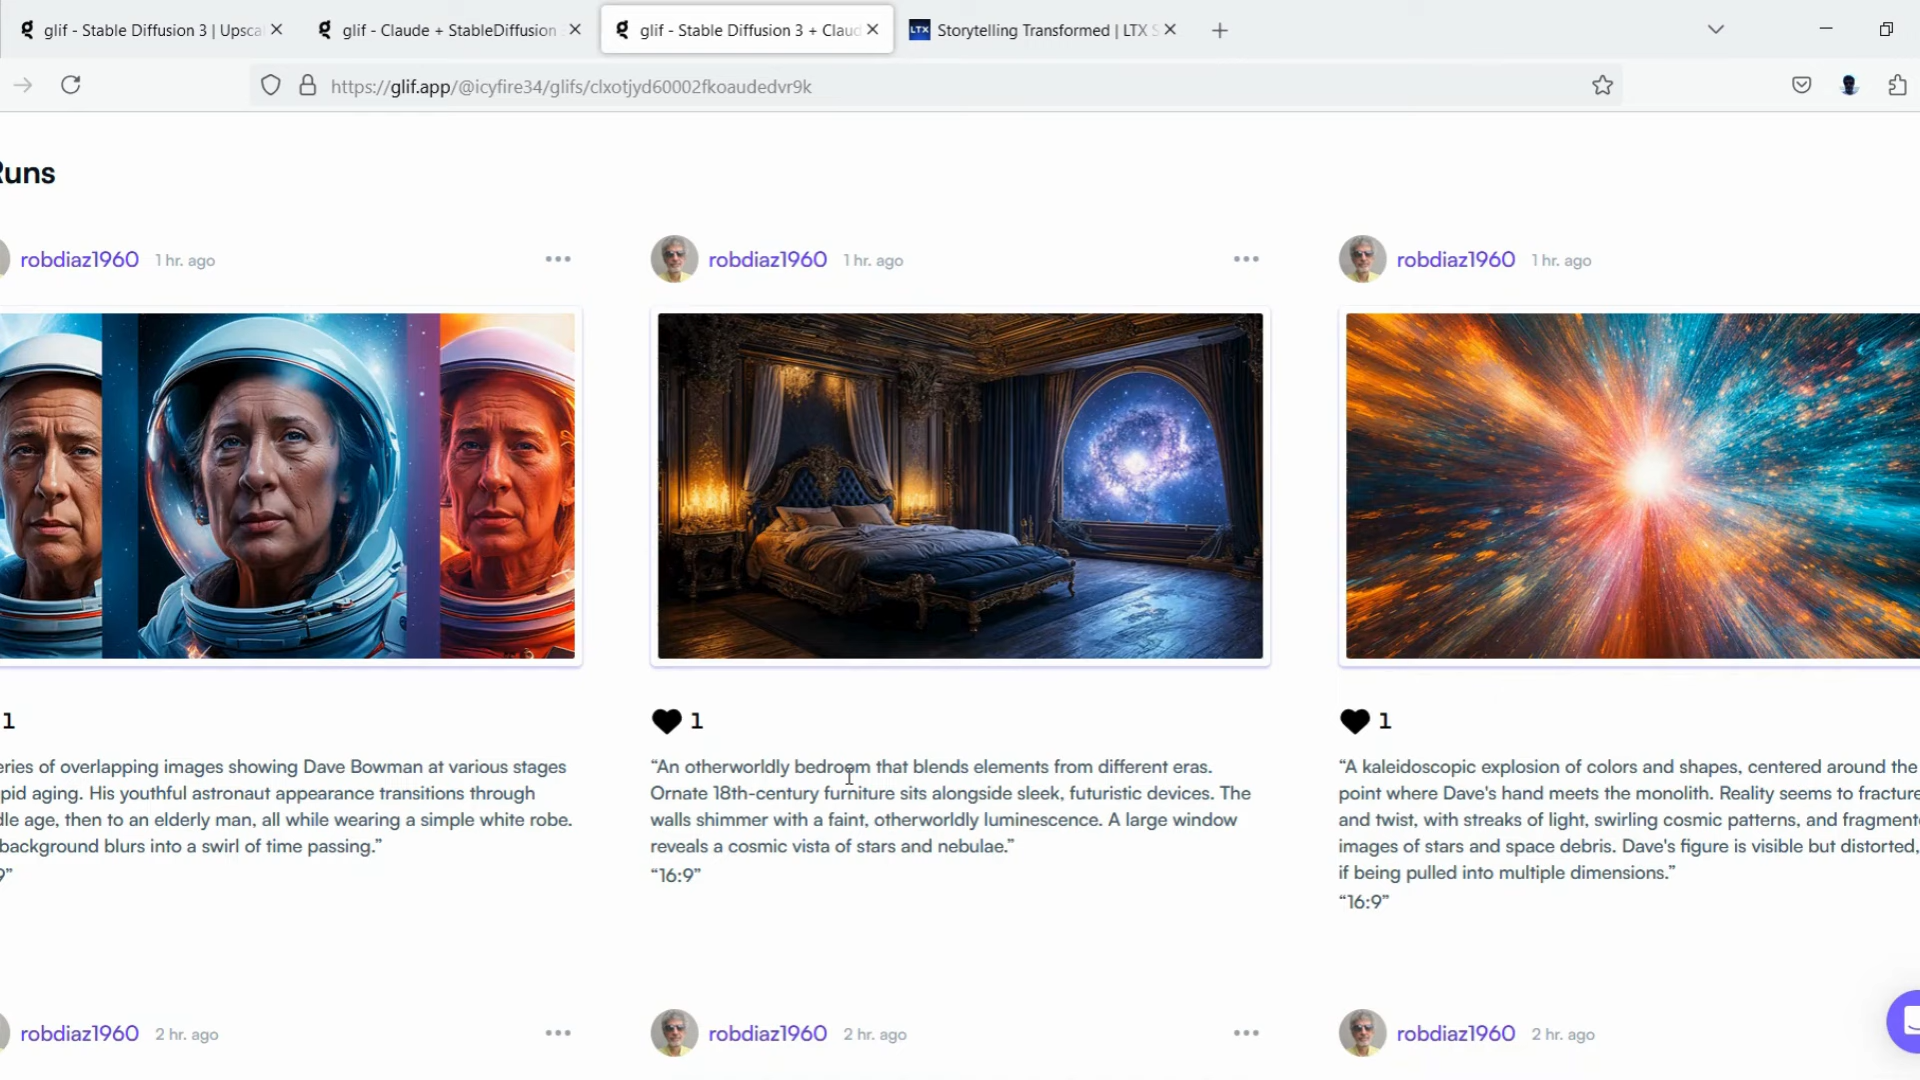 glif - Stable Diffusion 3 | Upsca
glif - Claude + StableDiffusion
glif - Stable Diffusion 3 + Claud
LTX
Storytelling Transformed | LTX S
https://glif.app/@icyfire34/glifs/clxotjyd60002fkoaudedvr9k
Runs
robdiaz1960 1 hr. ago
robdiaz1960 1 hr. ago
robdiaz1960 1 hr. ago
1
eries of overlapping images showing Dave Bowman at various stages
pid aging. His youthful astronaut appearance transitions through
dle age, then to an elderly man, all while wearing a simple white robe.
background blurs into a swirl of time passing.”
9”
1
“An otherworldly bedroom that blends elements from different eras.
Ornate 18th-century furniture sits alongside sleek, futuristic devices. The
walls shimmer with a faint, otherworldly luminescence. A large window
reveals a cosmic vista of stars and nebulae.”
“16:9”
1
“A kaleidoscopic explosion of colors and shapes, centered around the
point where Dave's hand meets the monolith. Reality seems to fracture
and twist, with streaks of light, swirling cosmic patterns, and fragment
images of stars and space debris. Dave's figure is visible but distorted,
if being pulled into multiple dimensions.”
“16:9”
robdiaz1960 2 hr. ago
robdiaz1960 2 hr. ago
robdiaz1960 2 hr. ago